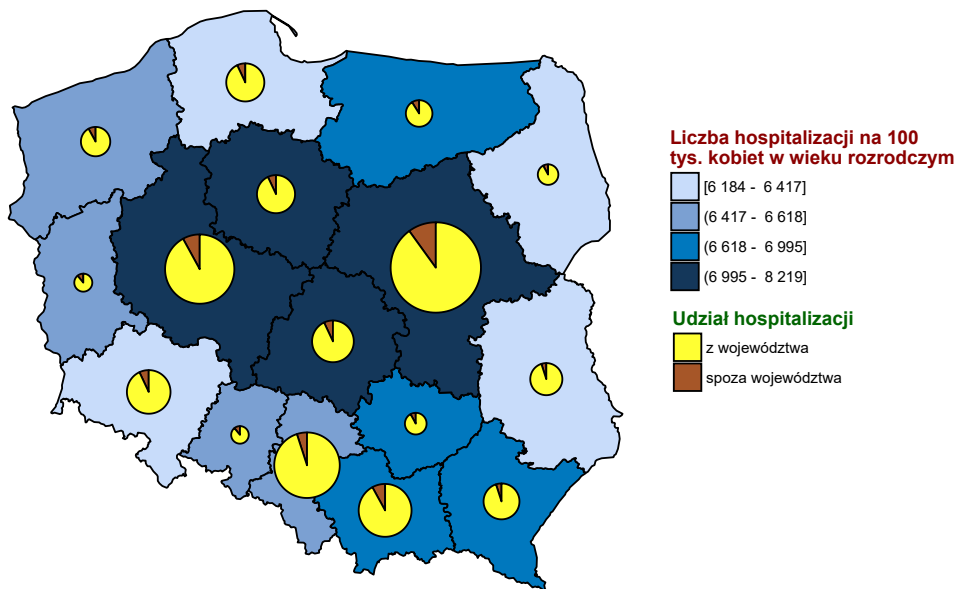 Liczba hospitalizacji na 100
tys. kobiet w wieku rozrodczym
[6 184 - 6 417]
(6 417 - 6 618]
(6 618 - 6 995]
(6 995 - 8 219]
Udział hospitalizacji
z województwa
spoza województwa